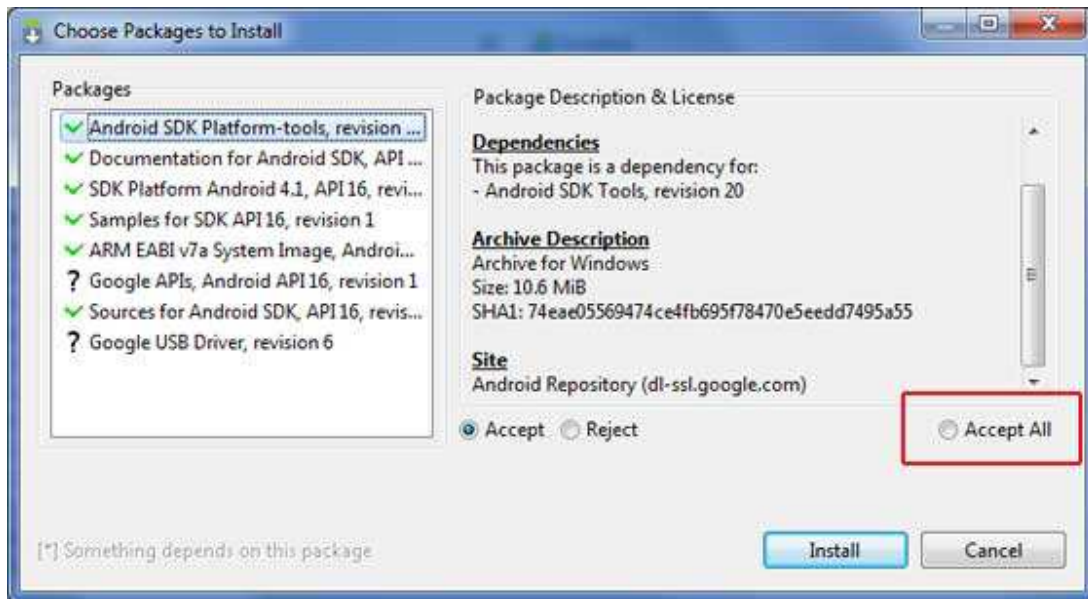 Choose Packages to Install
Packages
Android SDK Platform-tools, revision ...
Documentation for Android SDK, API ...
SDK Platform Android 4.1, API 16, revi...
Samples for SDK API 16, revision 1
ARM EABI v7a System Image, Androi...
? Google APIs, Android API 16, revision 1
Sources for Android SDK, API 16, revis...
? Google USB Driver, revision 6
Package Description & License
Dependencies
This package is a dependency for:
- Android SDK Tools, revision 20
Archive Description
Archive for Windows
Size: 10.6 MiB
SHA1: 74eae05569474ce4fb695f78470e5eedd7495a55
Site
Android Repository (dl-ssl.google.com)
Accept Reject Accept All
[*] Something depends on this package
Install Cancel